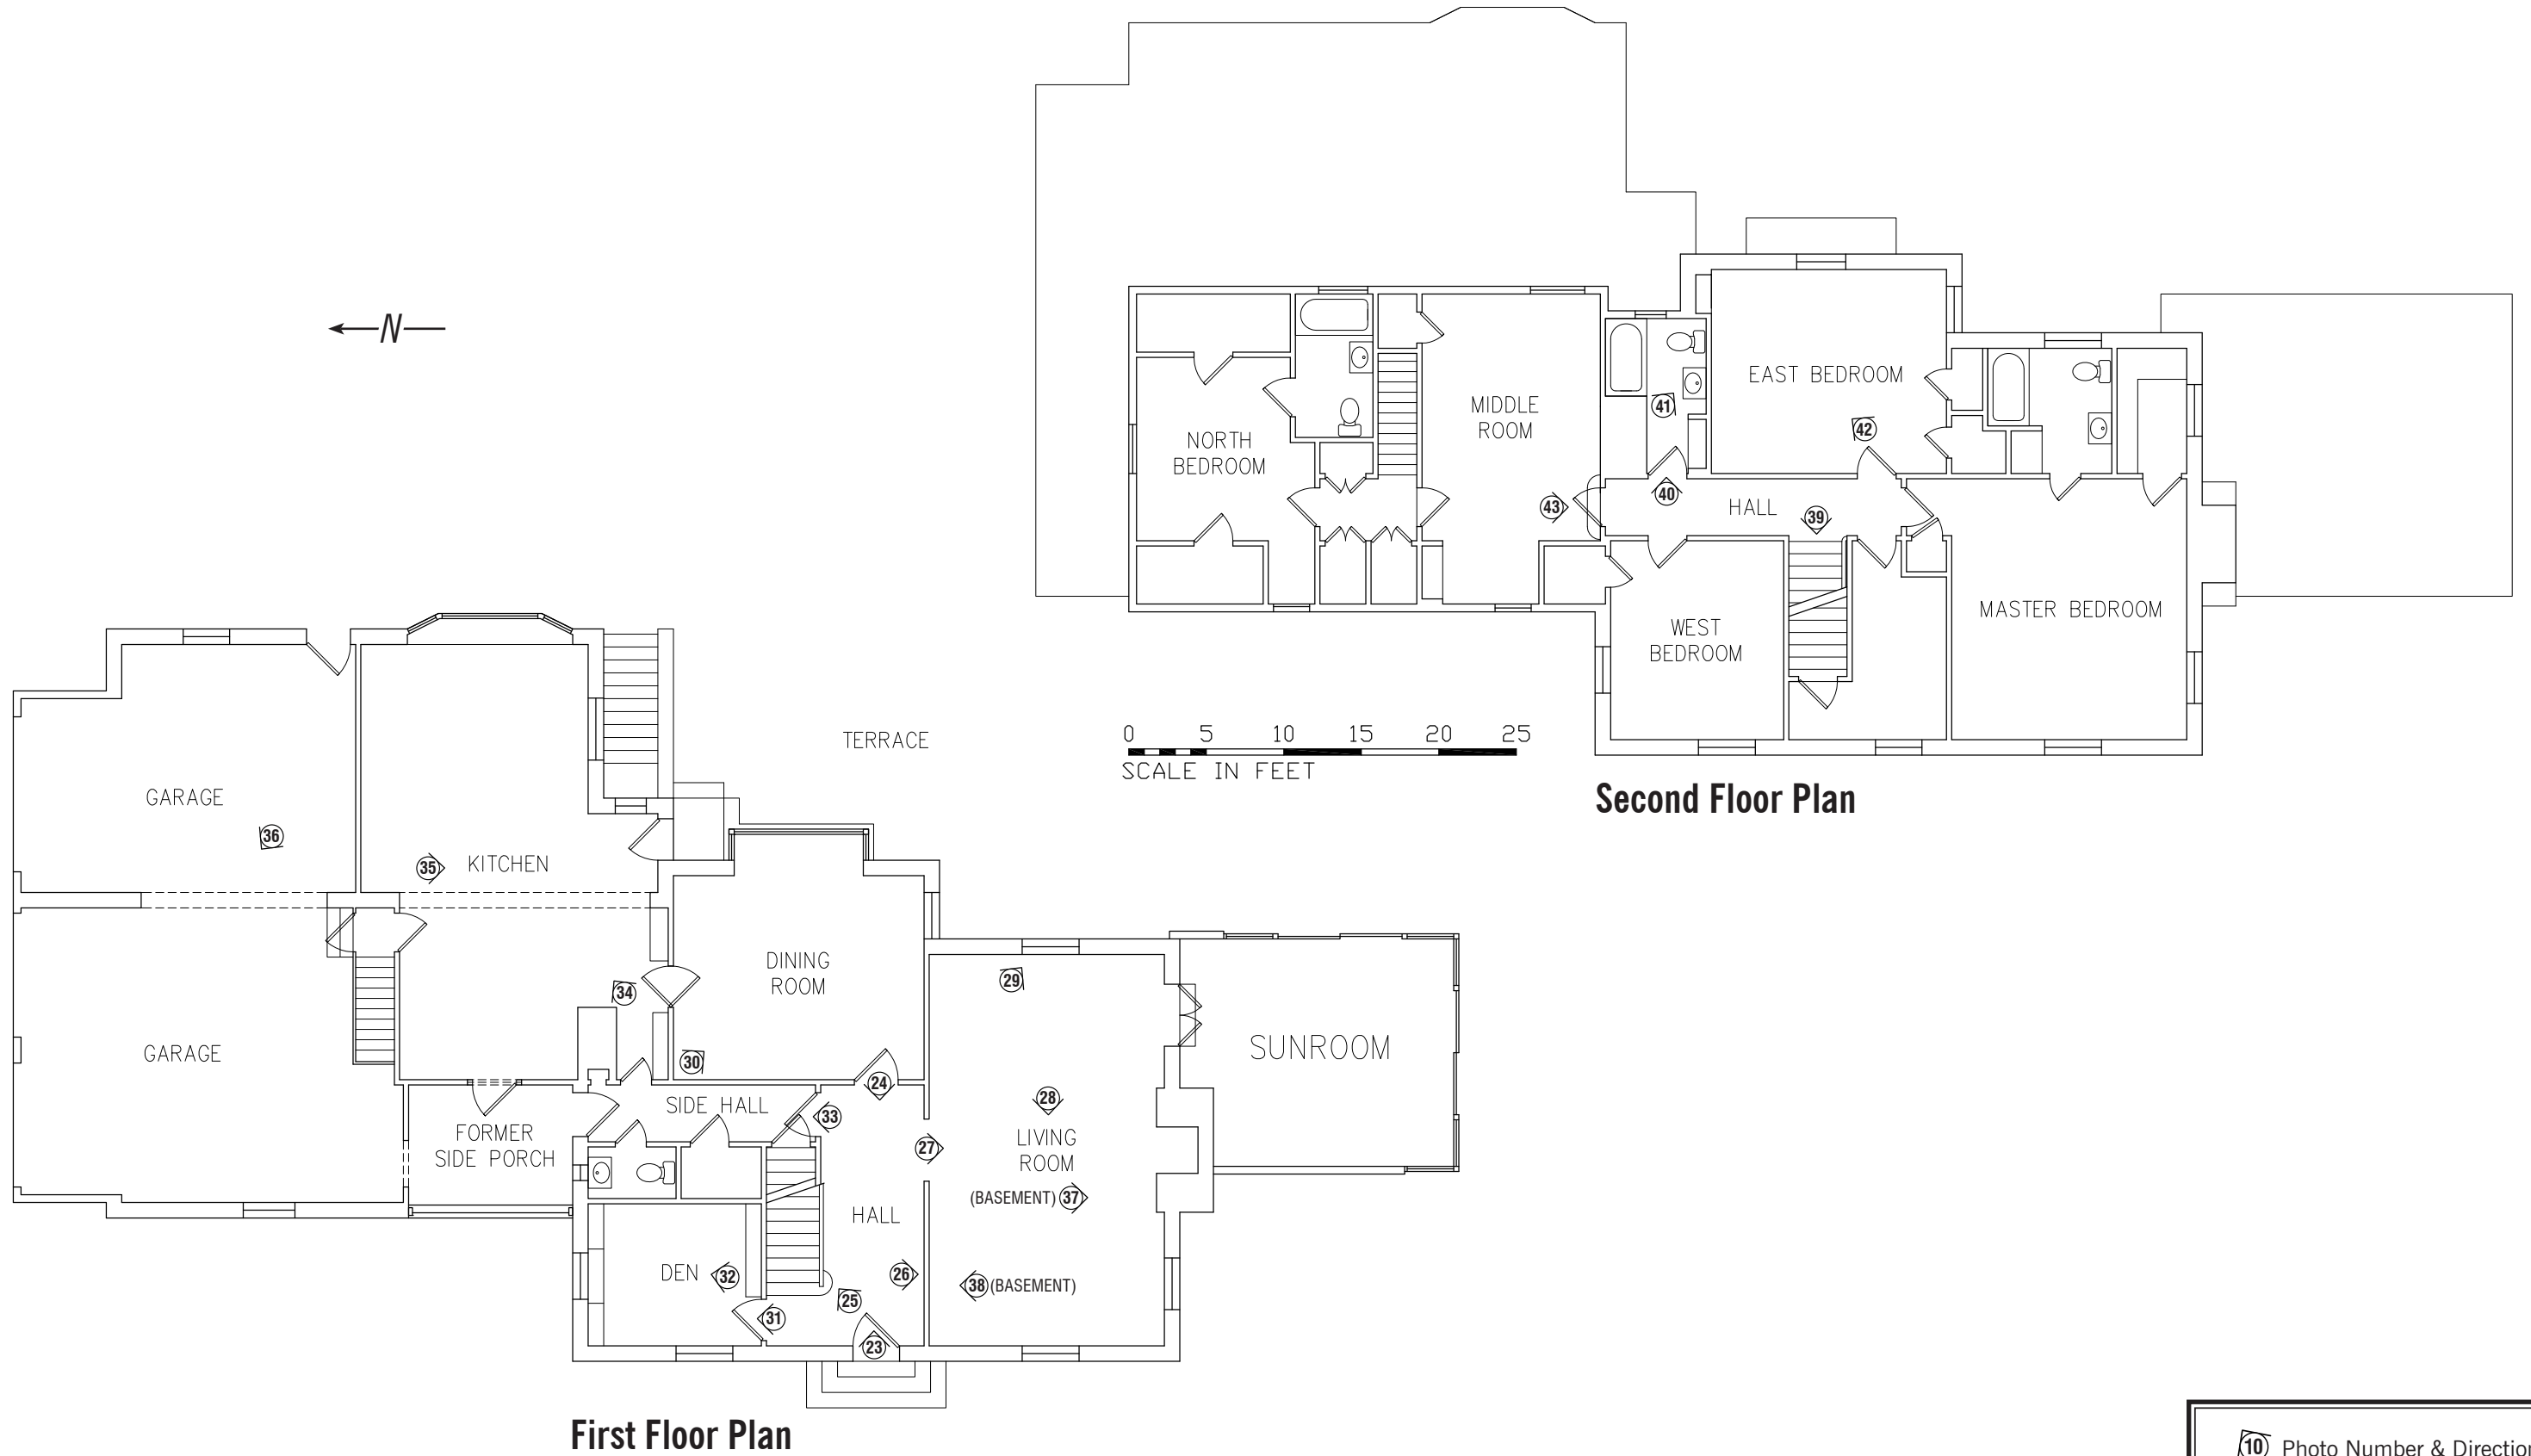 N
NORTH
BEDROOM
MIDDLE
ROOM
43
41
40
EAST BEDROOM
42
HALL
39
WEST
BEDROOM
MASTER BEDROOM
0 5 10 15 20 25
SCALE IN FEET
Second Floor Plan
GARAGE
36
35
KITCHEN
TERRACE
GARAGE
34
30
DINING
ROOM
24
29
SUNROOM
SIDE HALL
33
FORMER
SIDE PORCH
27
28
LIVING
ROOM
(BASEMENT) 37
HALL
DEN
32
26
38 (BASEMENT)
25
31
23
First Floor Plan
10 Photo Number & Direction